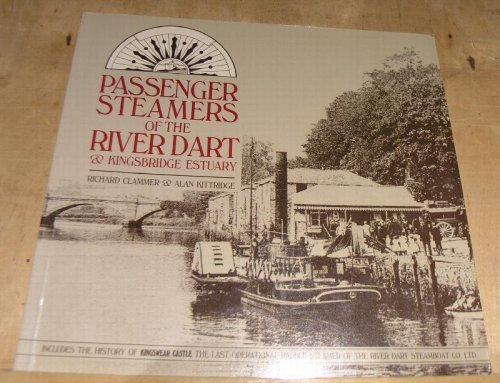 PASSENGER
STEAMERS
OF THE
RIVER DART
& KINGSBRIDGE ESTUARY
RICHARD CLAMMER & ALAN KITTRIDGE
INCLUDES THE HISTORY OF KINGSWEAR CASTLE THE LAST OPERATIONAL PADDLE STEAMER OF THE RIVER DART STEAMBOAT CO. LTD.